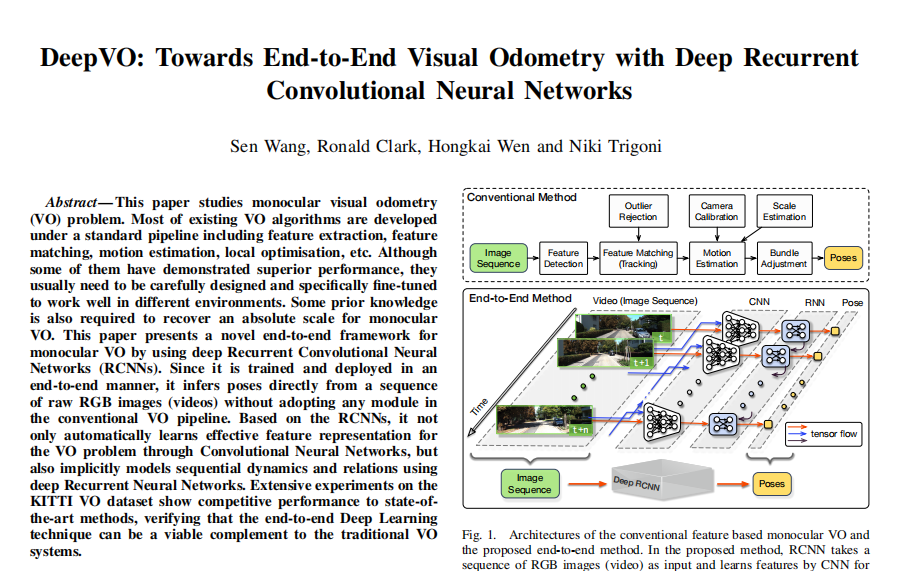 DeepVO: Towards End-to-End Visual Odometry with Deep Recurrent
Convolutional Neural Networks
Sen Wang, Ronald Clark, Hongkai Wen and Niki Trigoni
Abstract—This paper studies monocular visual odometry
(VO) problem. Most of existing VO algorithms are developed
under a standard pipeline including feature extraction, feature
matching, motion estimation, local optimisation, etc. Although
some of them have demonstrated superior performance, they
usually need to be carefully designed and specifically fine-tuned
to work well in different environments. Some prior knowledge
is also required to recover an absolute scale for monocular
VO. This paper presents a novel end-to-end framework for
monocular VO by using deep Recurrent Convolutional Neural
Networks (RCNNs). Since it is trained and deployed in an
end-to-end manner, it infers poses directly from a sequence
of raw RGB images (videos) without adopting any module in
the conventional VO pipeline. Based on the RCNNs, it not
only automatically learns effective feature representation for
the VO problem through Convolutional Neural Networks, but
also implicitly models sequential dynamics and relations using
deep Recurrent Neural Networks. Extensive experiments on the
KITTI VO dataset show competitive performance to state-of-
the-art methods, verifying that the end-to-end Deep Learning
technique can be a viable complement to the traditional VO
systems.
Conventional Method
Outlier
Rejection
Camera
Calibration
Scale
Estimation
Image
Sequence
Feature
Detection
Feature Matching
(Tracking)
Motion
Estimation
Bundle
Adjustment
Poses
End-to-End Method
Video (Image Sequence)
CNN
RNN
Pose
t
t+1
t+n
Time
tensor flow
Image
Sequence
Deep RCNN
Poses
Fig. 1. Architectures of the conventional feature based monocular VO and
the proposed end-to-end method. In the proposed method, RCNN takes a
sequence of RGB images (video) as input and learns features by CNN for